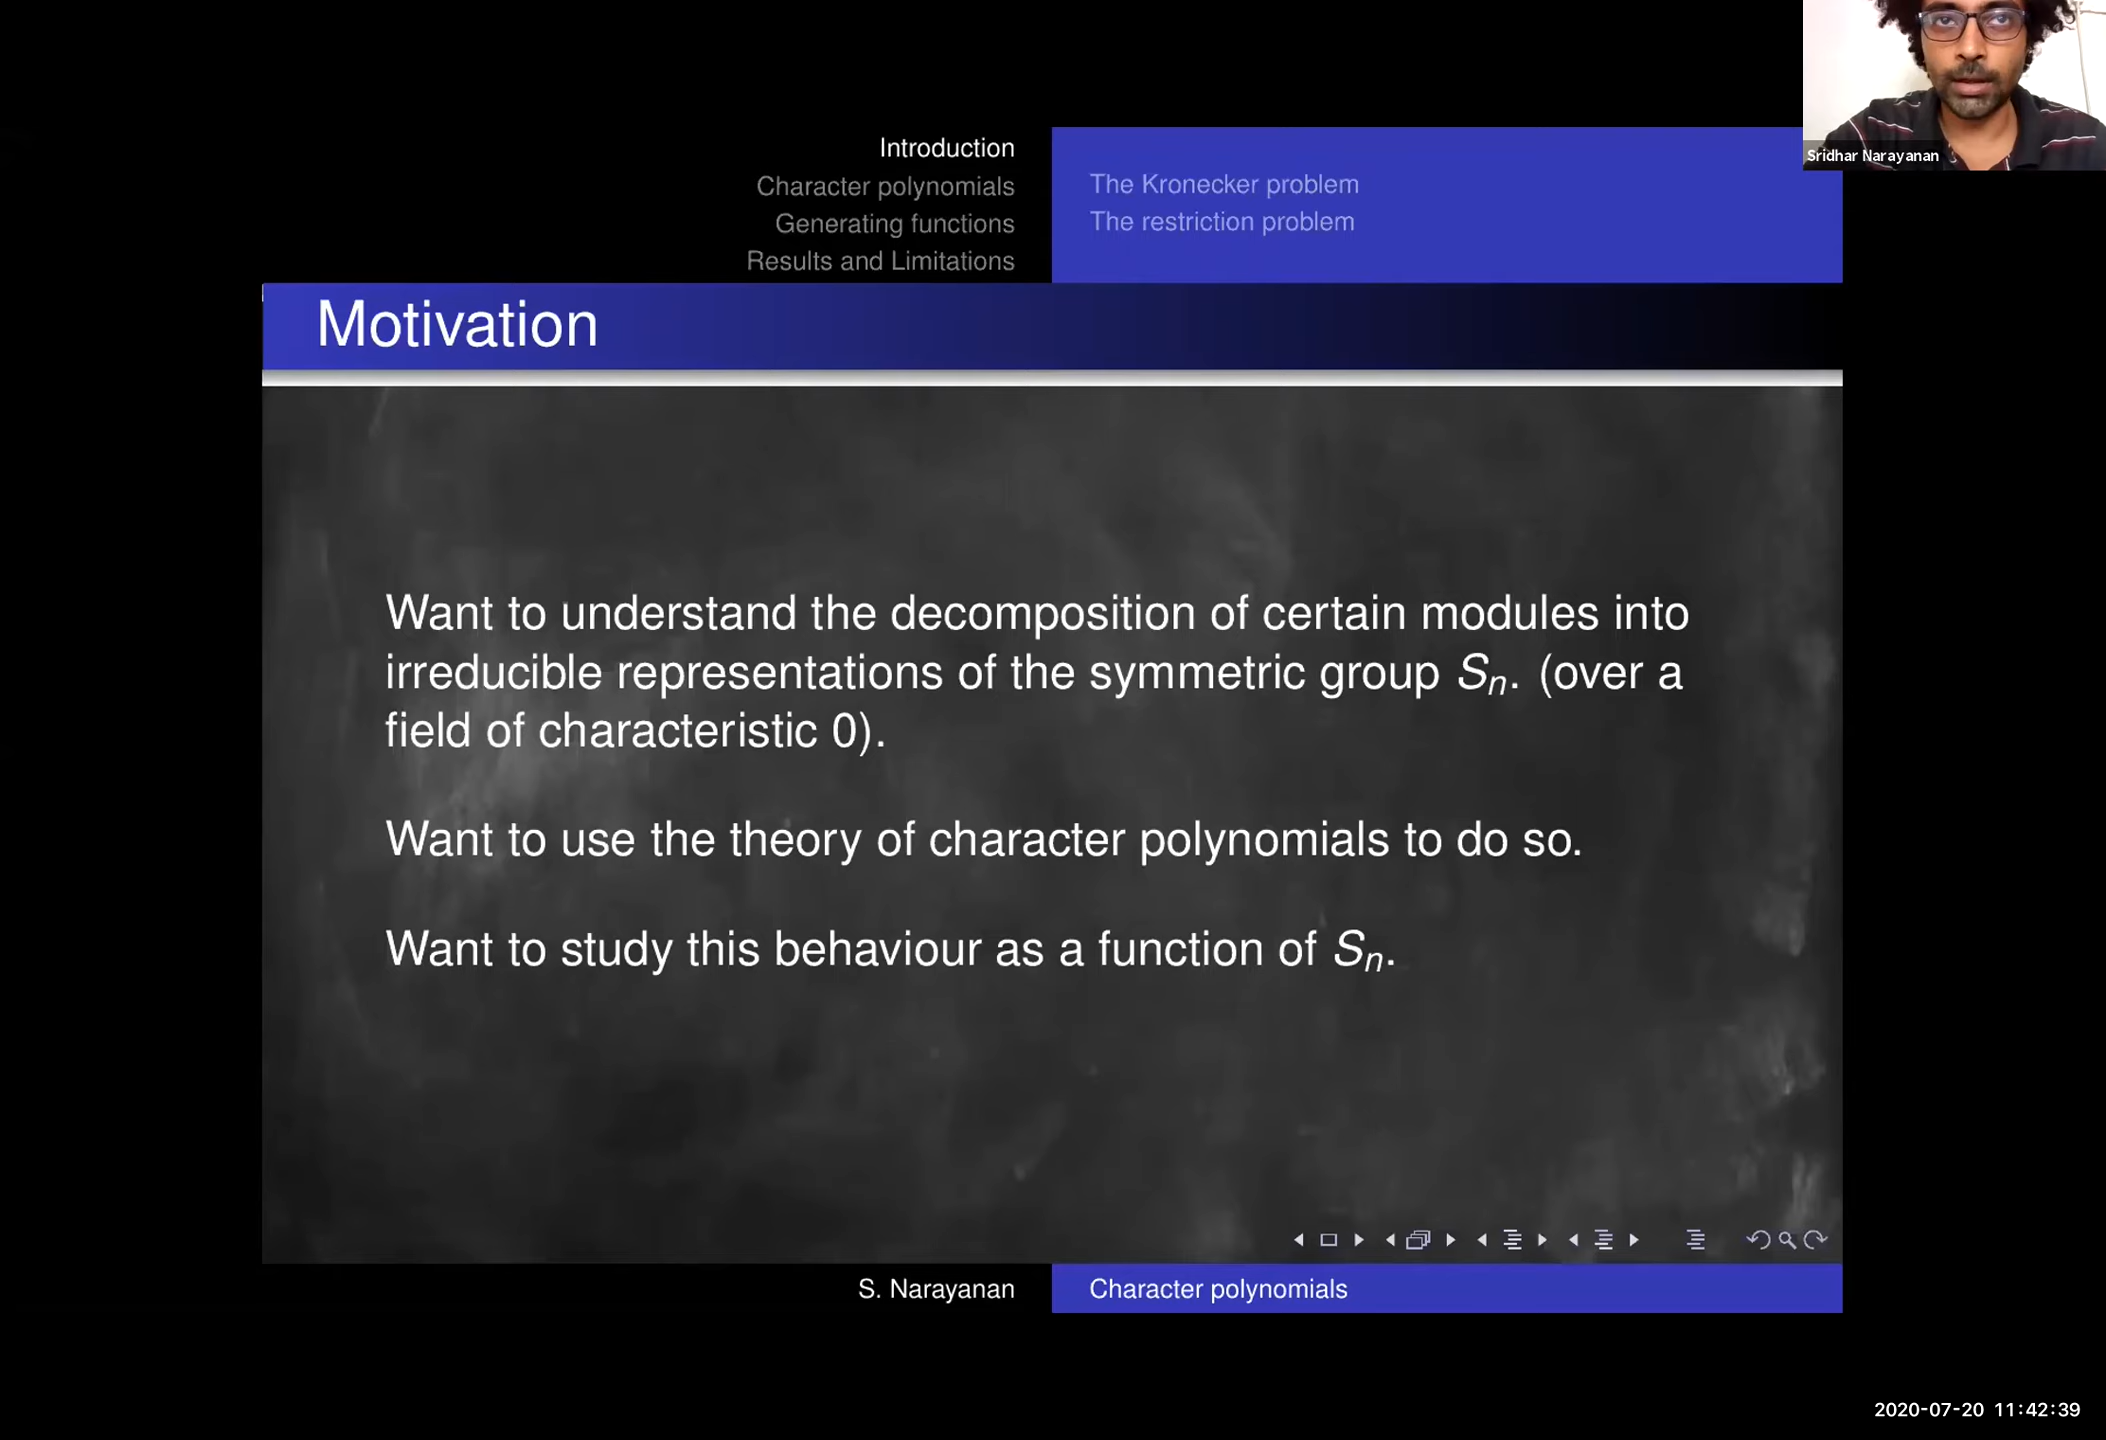 Sridhar Narayanan
Introduction
Character polynomials
Generating functions
Results and Limitations
The Kronecker problem
The restriction problem
Motivation
Want to understand the decomposition of certain modules into
irreducible representations of the symmetric group Sn. (over a
field of characteristic 0).
Want to use the theory of character polynomials to do so.
Want to study this behaviour as a function of Sn.
S. Narayanan
Character polynomials
2020-07-20 11:42:39